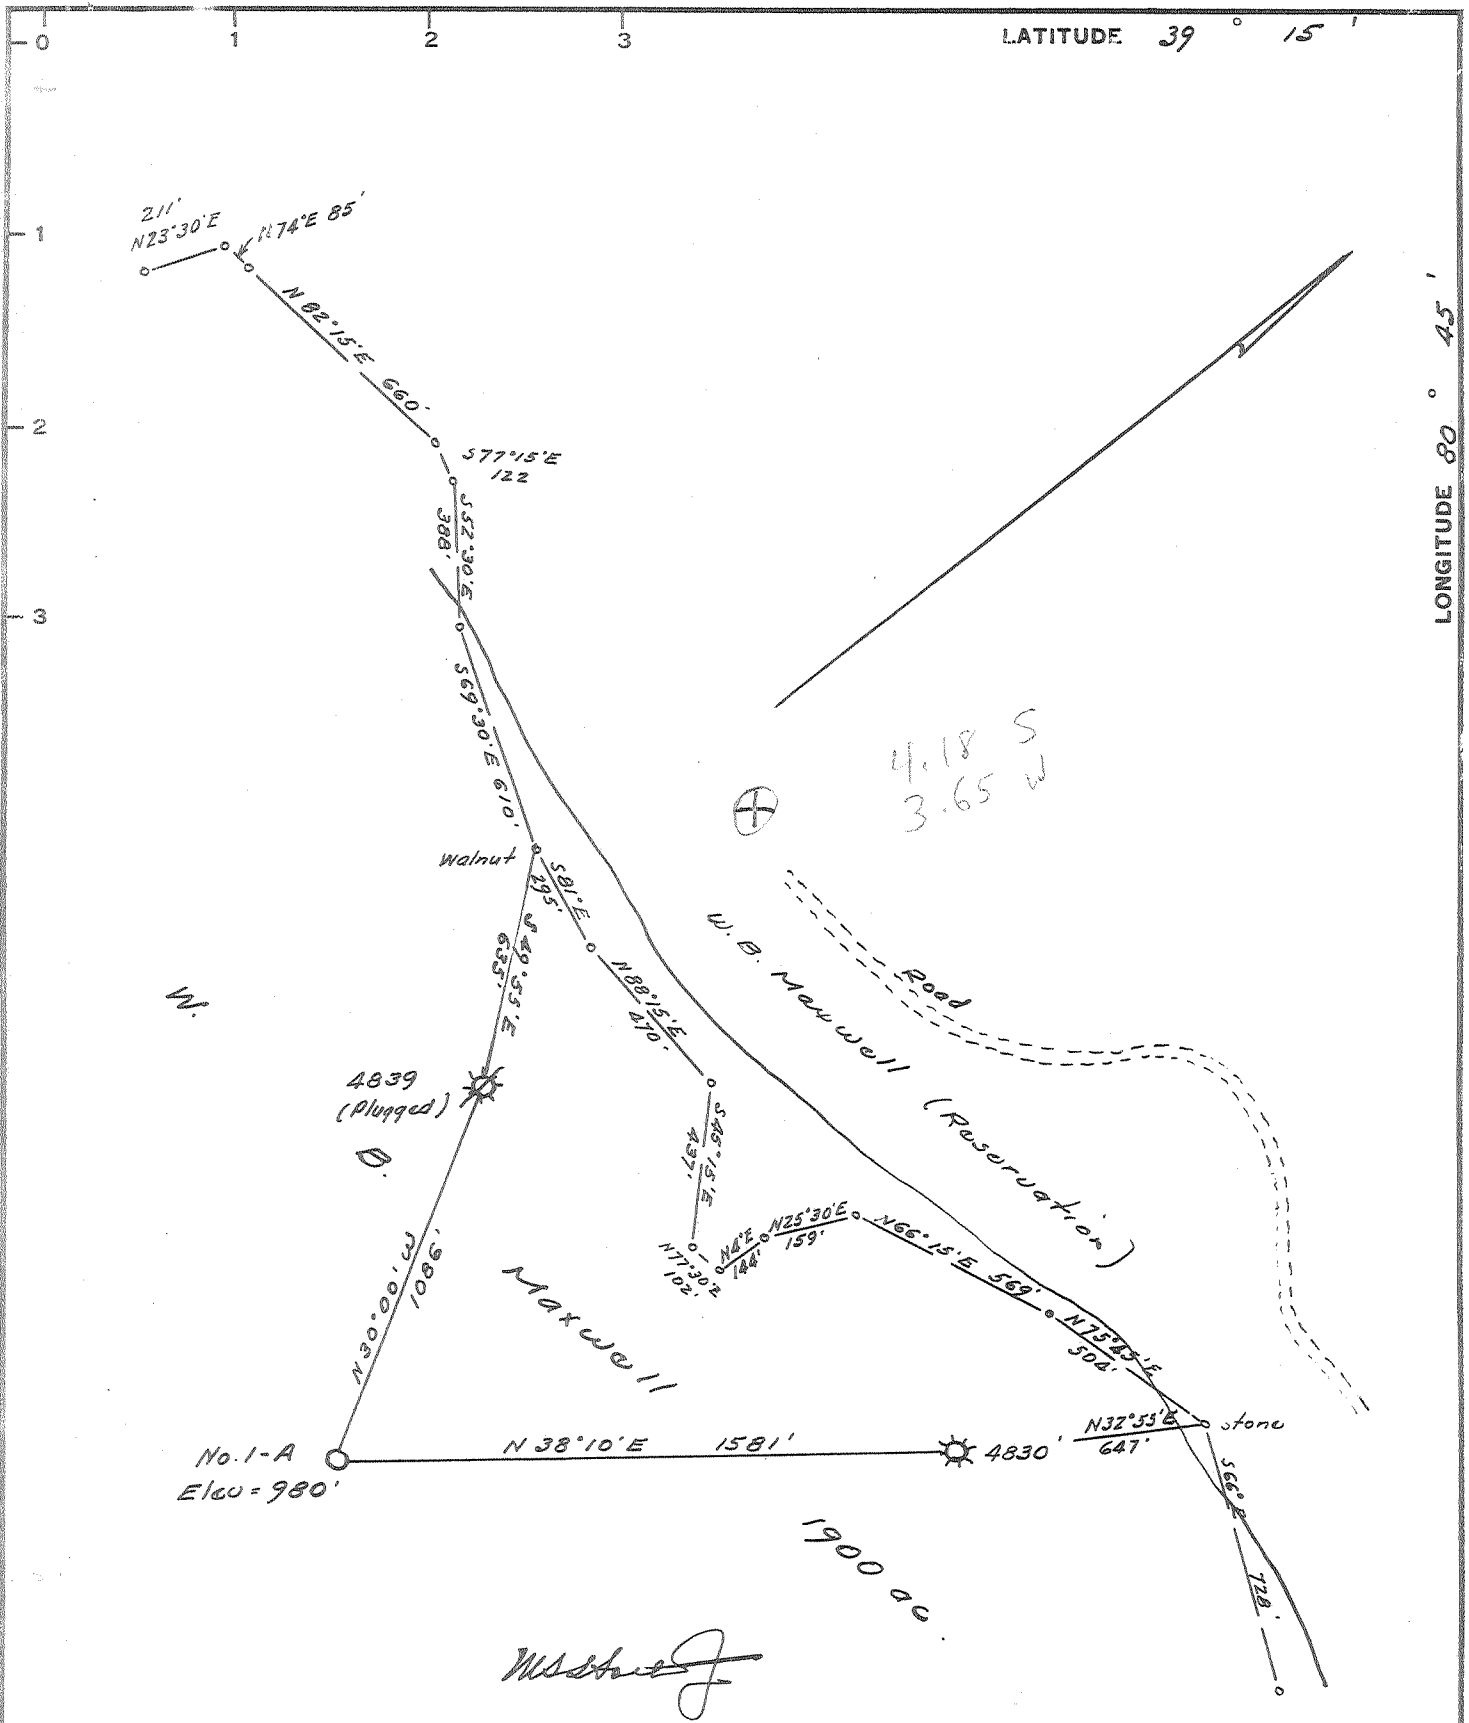 0 1 2 3 LATITUDE 39 ° 15 '
1
2
3
LONGITUDE 80 ° 45 '
211'
N23°30'E
N74°E 85'
N 82°15'E 660'
S77°15'E
122
S52°30'E
388'
S69°30'E 610'
4.18 S
3.65 W
Walnut
S81°E
295'
S49°55'E
635'
N88°15'E
470'
W. B. Maxwell (Reservation)
Road
W. B. Maxwell
4839
(Plugged)
S45°15'E
437'
N77°30'E
102'
N4°E
144'
N25°30'E
159'
N66°15'E 569'
N75°45'E
504'
N30°00'E
1086'
No. 1-A
Elev = 980'
N 38°10'E 1581'
4830
N32°55'E
647'
stone
S66°E
728'
1900 ac.